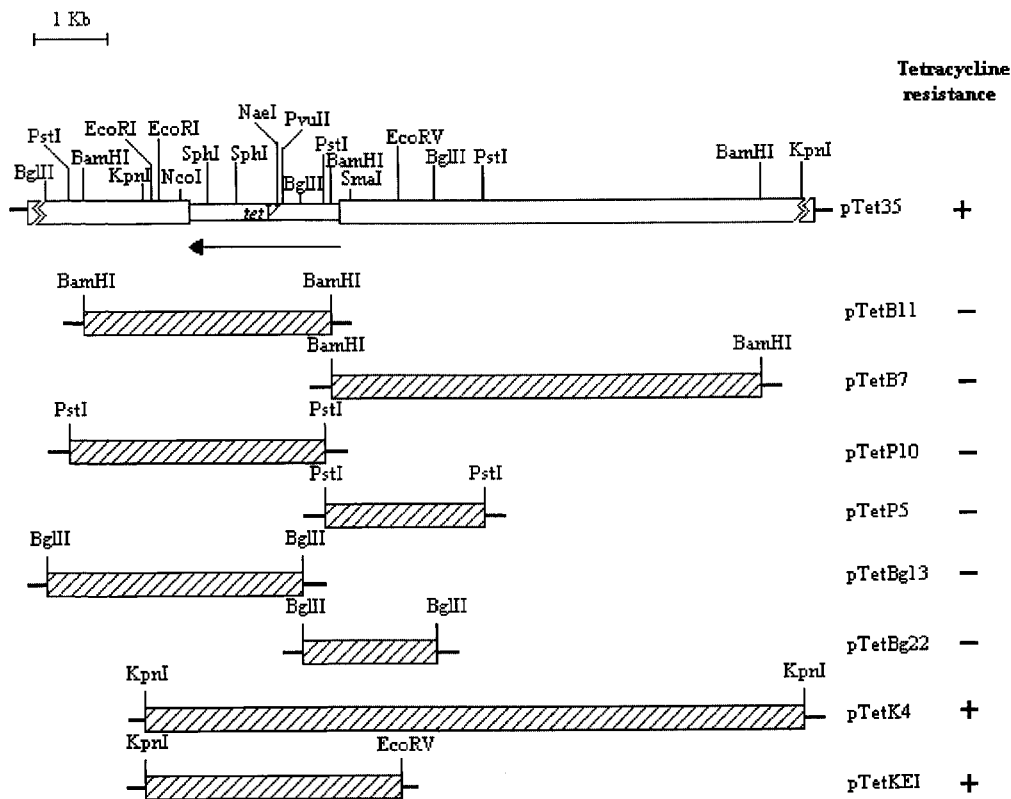 1 Kb
Tetracycline
resistance
NaeI
PvuII
EcoRI EcoRI
EcoRV
PstI
PstI
BamHI
SphI SphI
BamHI
BglII PstI
BamHI KpnI
BglII
KpnI
NcoI
BglII
SmaI
tet
pTet35 +
BamHI BamHI
pTetB11 −
BamHI BamHI
pTetB7 −
PstI PstI
pTetP10 −
PstI PstI
pTetP5 −
BglII BglII
pTetBgl3 −
BglII BglII
pTetBg22 −
KpnI KpnI
pTetK4 +
KpnI EcoRV
pTetKEI +